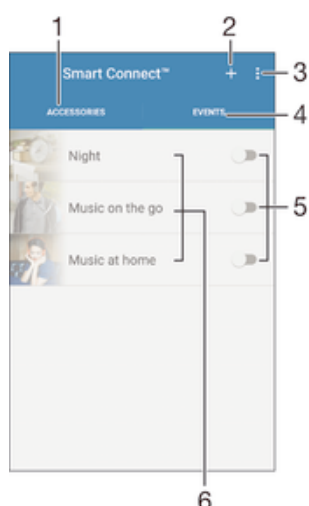 1
2
Smart Connect™ + 3
ACCESSORIES EVENTS 4
Night
Music on the go 5
Music at home
6